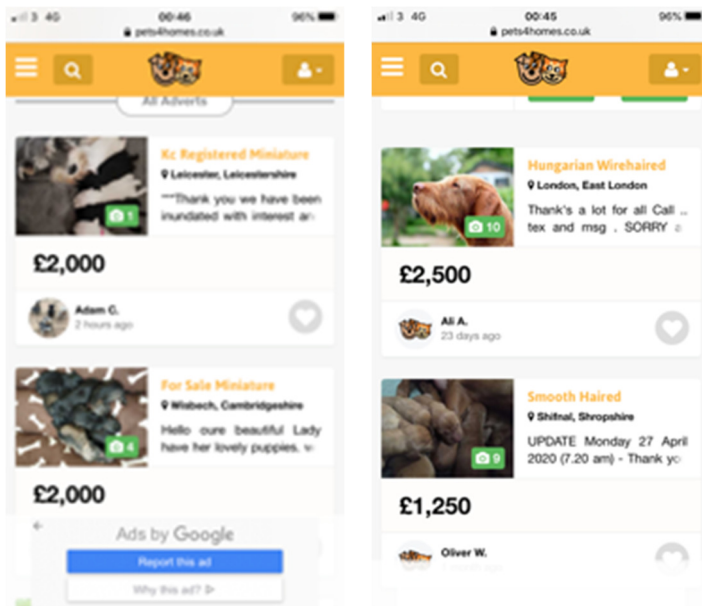 3 4G 00:46 96%
pets4homes.co.uk
All Adverts
Kc Registered Miniature
Leicester, Leicestershire
"""Thank you we have been
inundated with interest an
1
£2,000
Adam C.
2 hours ago
For Sale Miniature
Wisbech, Cambridgeshire
Hello oure beautiful Lady
have her lovely puppies. w
4
£2,000
Ads by Google
Report this ad
Why this ad?
3 4G 00:45 96%
pets4homes.co.uk
Hungarian Wirehaired
London, East London
Thank's a lot for all Call ..
tex and msg . SORRY a
10
£2,500
Ali A.
23 days ago
Smooth Haired
Shifnal, Shropshire
UPDATE Monday 27 April
2020 (7.20 am) - Thank yo
9
£1,250
Oliver W.
1 month ago